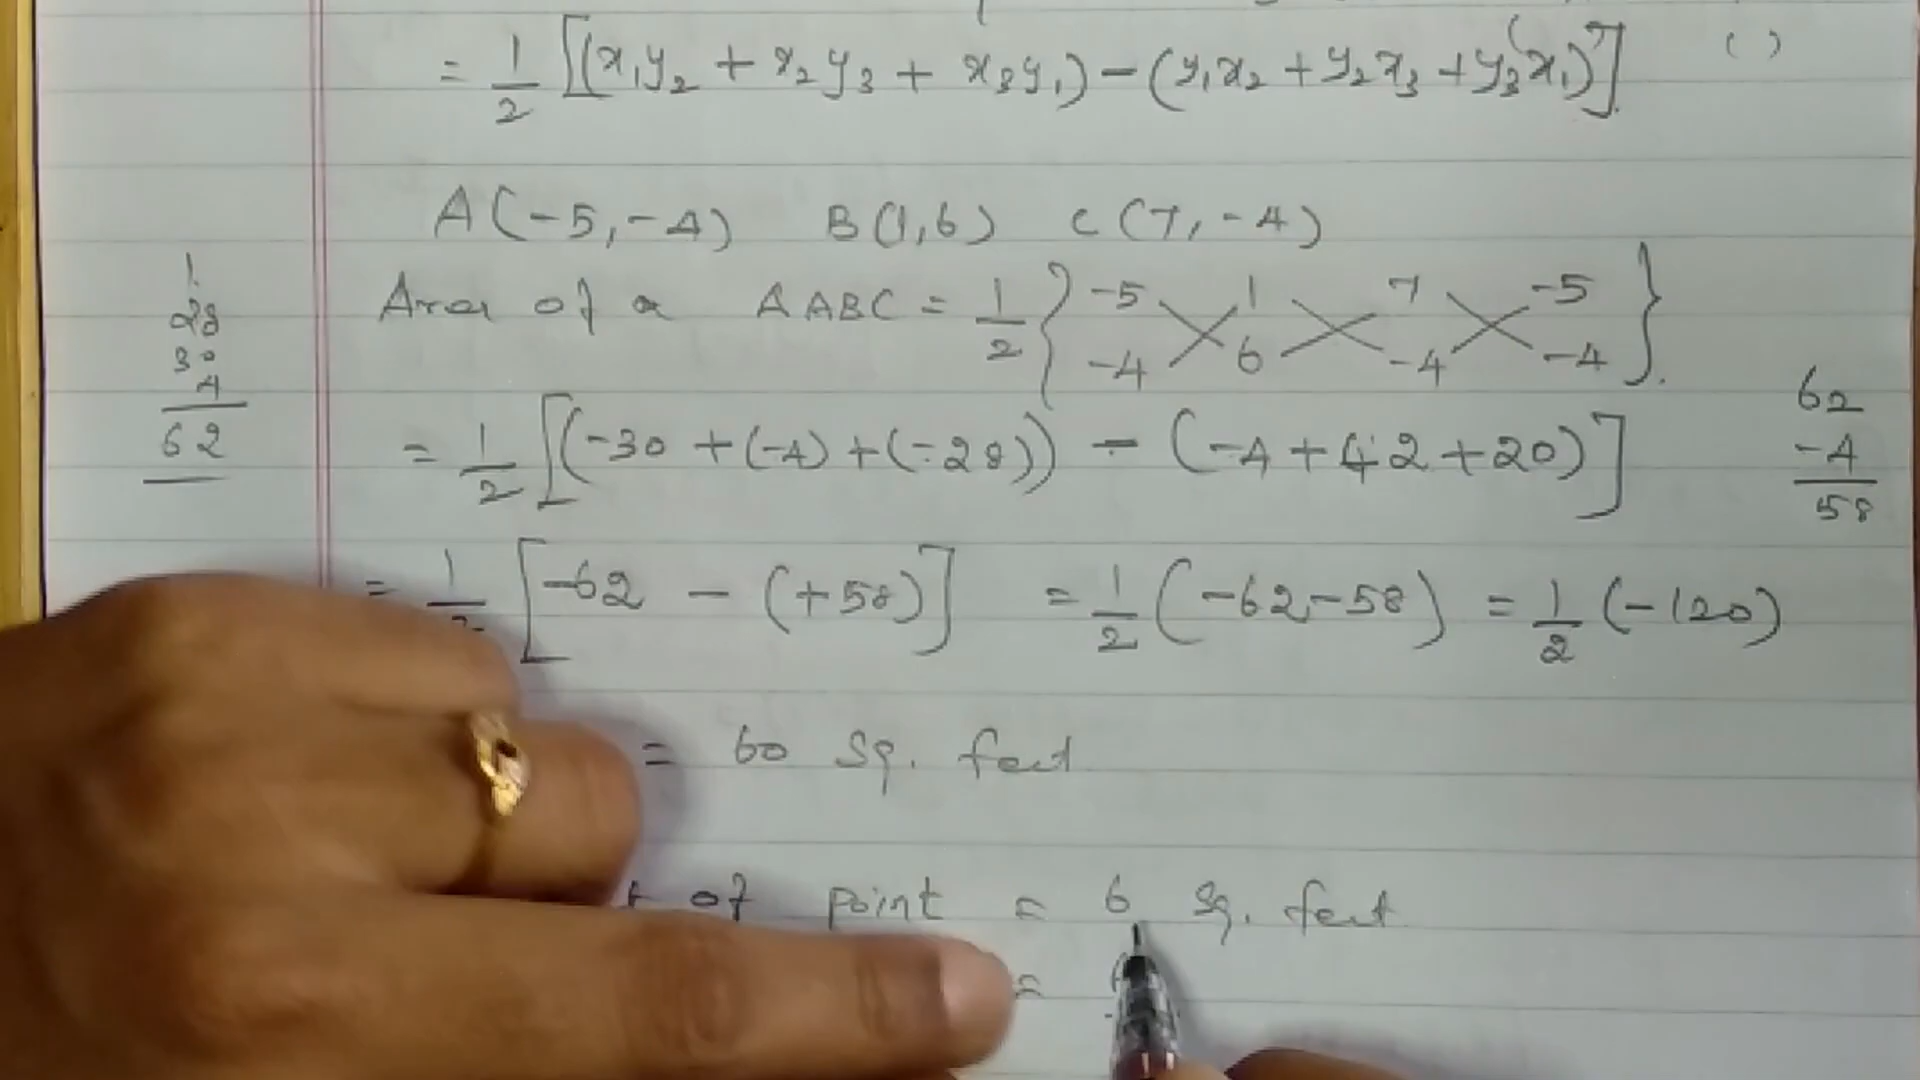 = 1/2 [(x₁y₂ + x₂y₃ + x₃y₁) - (y₁x₂ + y₂x₃ + y₃x₁)] ( )
A(-5,-4) B(1,6) C(7,-4)
Area of a ΔABC = 1/2 { -5 1 7 -5
-4 6 -4 -4 }.
1
28
30
4
62
= 1/2 [(-30 + (-4) + (-28)) - (-4 + 42 + 20)]
62
-4
58
= 1/2 [-62 - (+58)] = 1/2 (-62-58) = 1/2 (-120)
= 60 Sq. feet
of point = 6 Sq. feet
=